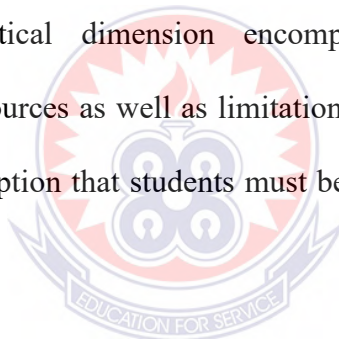 tical dimension encomp
ources as well as limitation
ption that students must be
EDUCATION FOR SERVICE